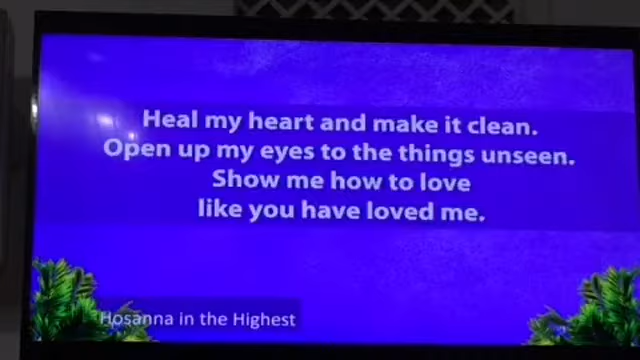 Heal my heart and make it clean.
Open up my eyes to the things unseen.
Show me how to love
like you have loved me.
Hosanna in the Highest